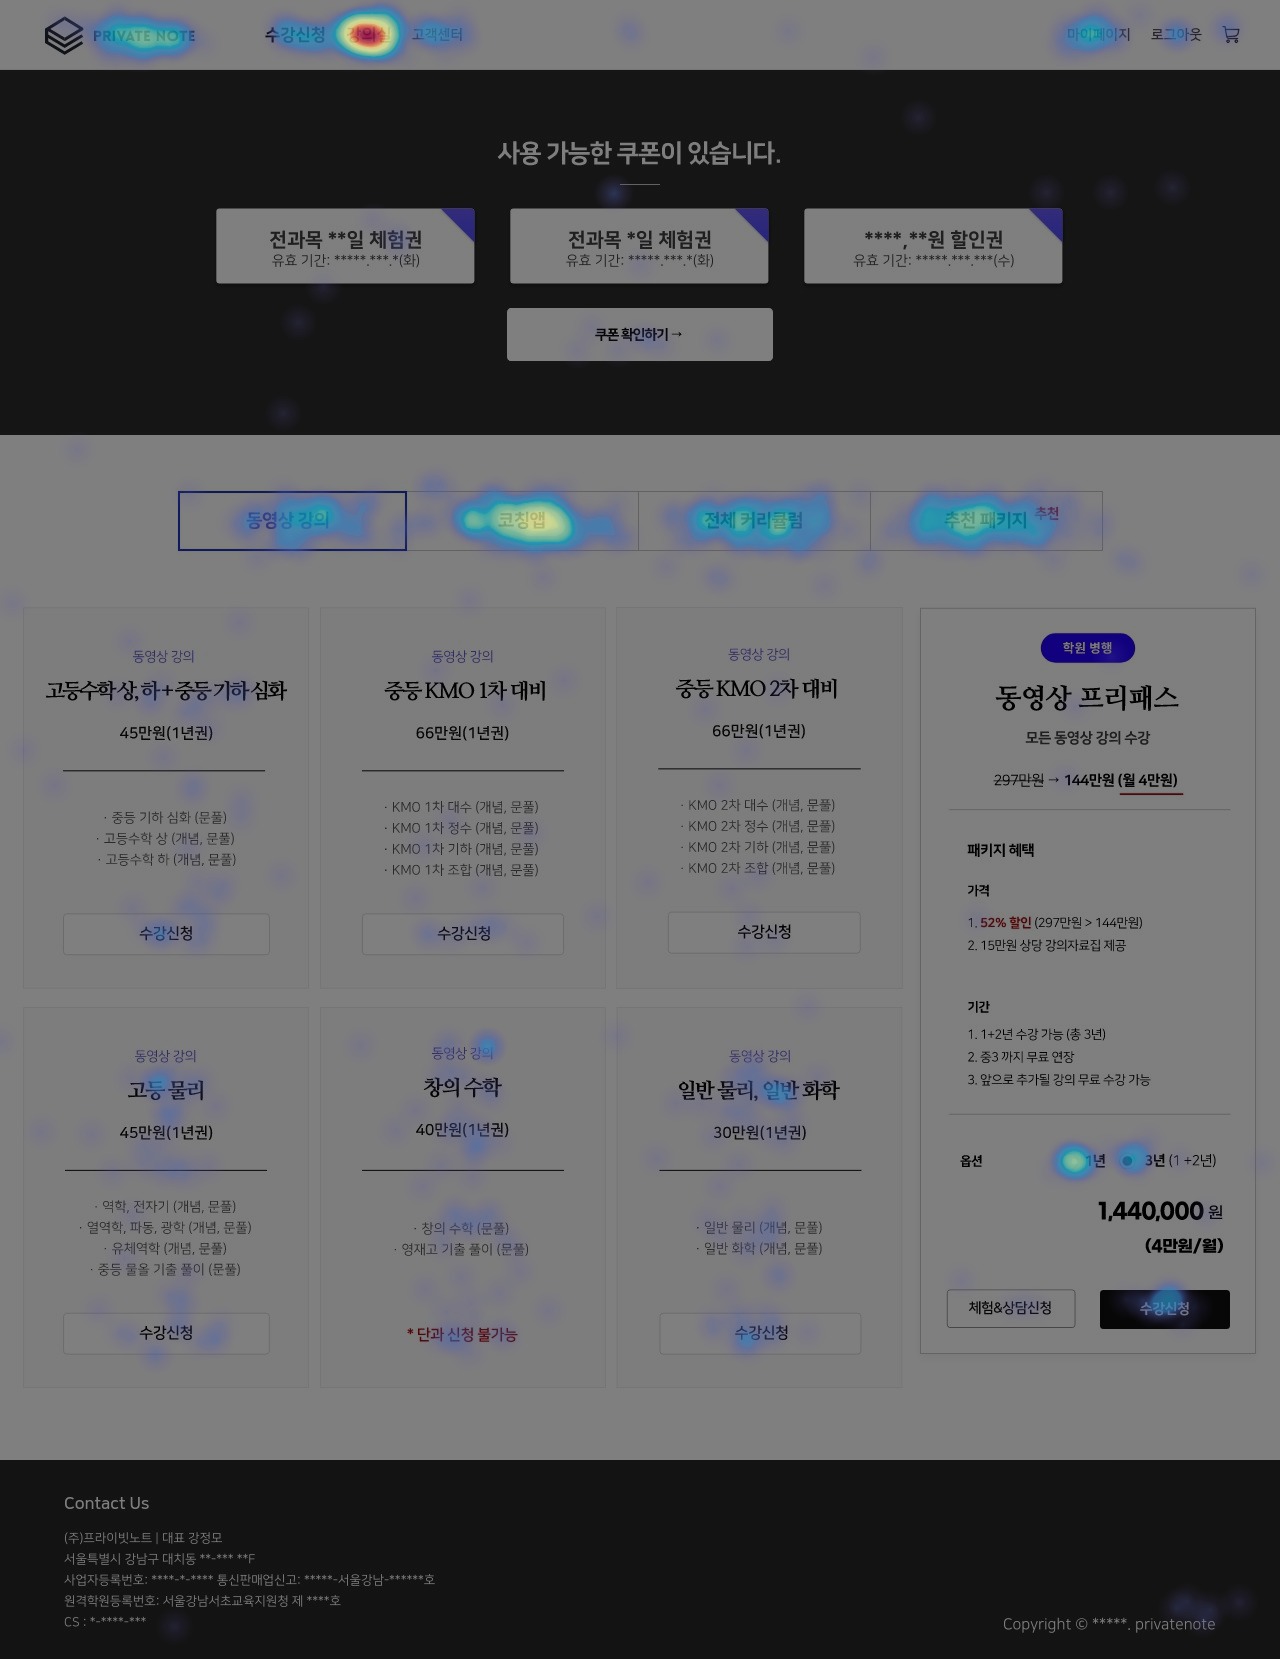 PRIVATE NOTE 수강신청 강의실 고객센터 마이페이지 로그아웃
사용 가능한 쿠폰이 있습니다.
전과목 **일 체험권
유효 기간: *****.***.*(화)
전과목 *일 체험권
유효 기간: *****.***.*(화)
****,**원 할인권
유효 기간: *****.***.***(수)
쿠폰 확인하기 →
동영상 강의 코칭앱 전체 커리큘럼 추천 패키지 추천
동영상 강의
고등수학 상, 하 + 중등 기하 심화
45만원(1년권)
· 중등 기하 심화 (문풀)
· 고등수학 상 (개념, 문풀)
· 고등수학 하 (개념, 문풀)
수강신청
동영상 강의
중등 KMO 1차 대비
66만원(1년권)
· KMO 1차 대수 (개념, 문풀)
· KMO 1차 정수 (개념, 문풀)
· KMO 1차 기하 (개념, 문풀)
· KMO 1차 조합 (개념, 문풀)
수강신청
동영상 강의
중등 KMO 2차 대비
66만원(1년권)
· KMO 2차 대수 (개념, 문풀)
· KMO 2차 정수 (개념, 문풀)
· KMO 2차 기하 (개념, 문풀)
· KMO 2차 조합 (개념, 문풀)
수강신청
동영상 강의
고등 물리
45만원(1년권)
· 역학, 전자기 (개념, 문풀)
· 열역학, 파동, 광학 (개념, 문풀)
· 유체역학 (개념, 문풀)
· 중등 물올 기출 풀이 (문풀)
수강신청
동영상 강의
창의 수학
40만원(1년권)
· 창의 수학 (문풀)
· 영재고 기출 풀이 (문풀)
* 단과 신청 불가능
동영상 강의
일반 물리, 일반 화학
30만원(1년권)
· 일반 물리 (개념, 문풀)
· 일반 화학 (개념, 문풀)
수강신청
학원 병행
동영상 프리패스
모든 동영상 강의 수강
297만원 → 144만원 (월 4만원)
패키지 혜택
가격
1. 52% 할인 (297만원 > 144만원)
2. 15만원 상당 강의자료집 제공
기간
1. 1+2년 수강 가능 (총 3년)
2. 중3 까지 무료 연장
3. 앞으로 추가될 강의 무료 수강 가능
옵션 1년 3년 (1 +2년)
1,440,000 원
(4만원/월)
체험&상담신청 수강신청
Contact Us
(주)프라이빗노트 | 대표 강정모
서울특별시 강남구 대치동 **-*** **F
사업자등록번호: ****-*-**** 통신판매업신고: *****-서울강남-******호
원격학원등록번호: 서울강남서초교육지원청 제 ****호
CS : *-****-***
Copyright © *****. privatenote